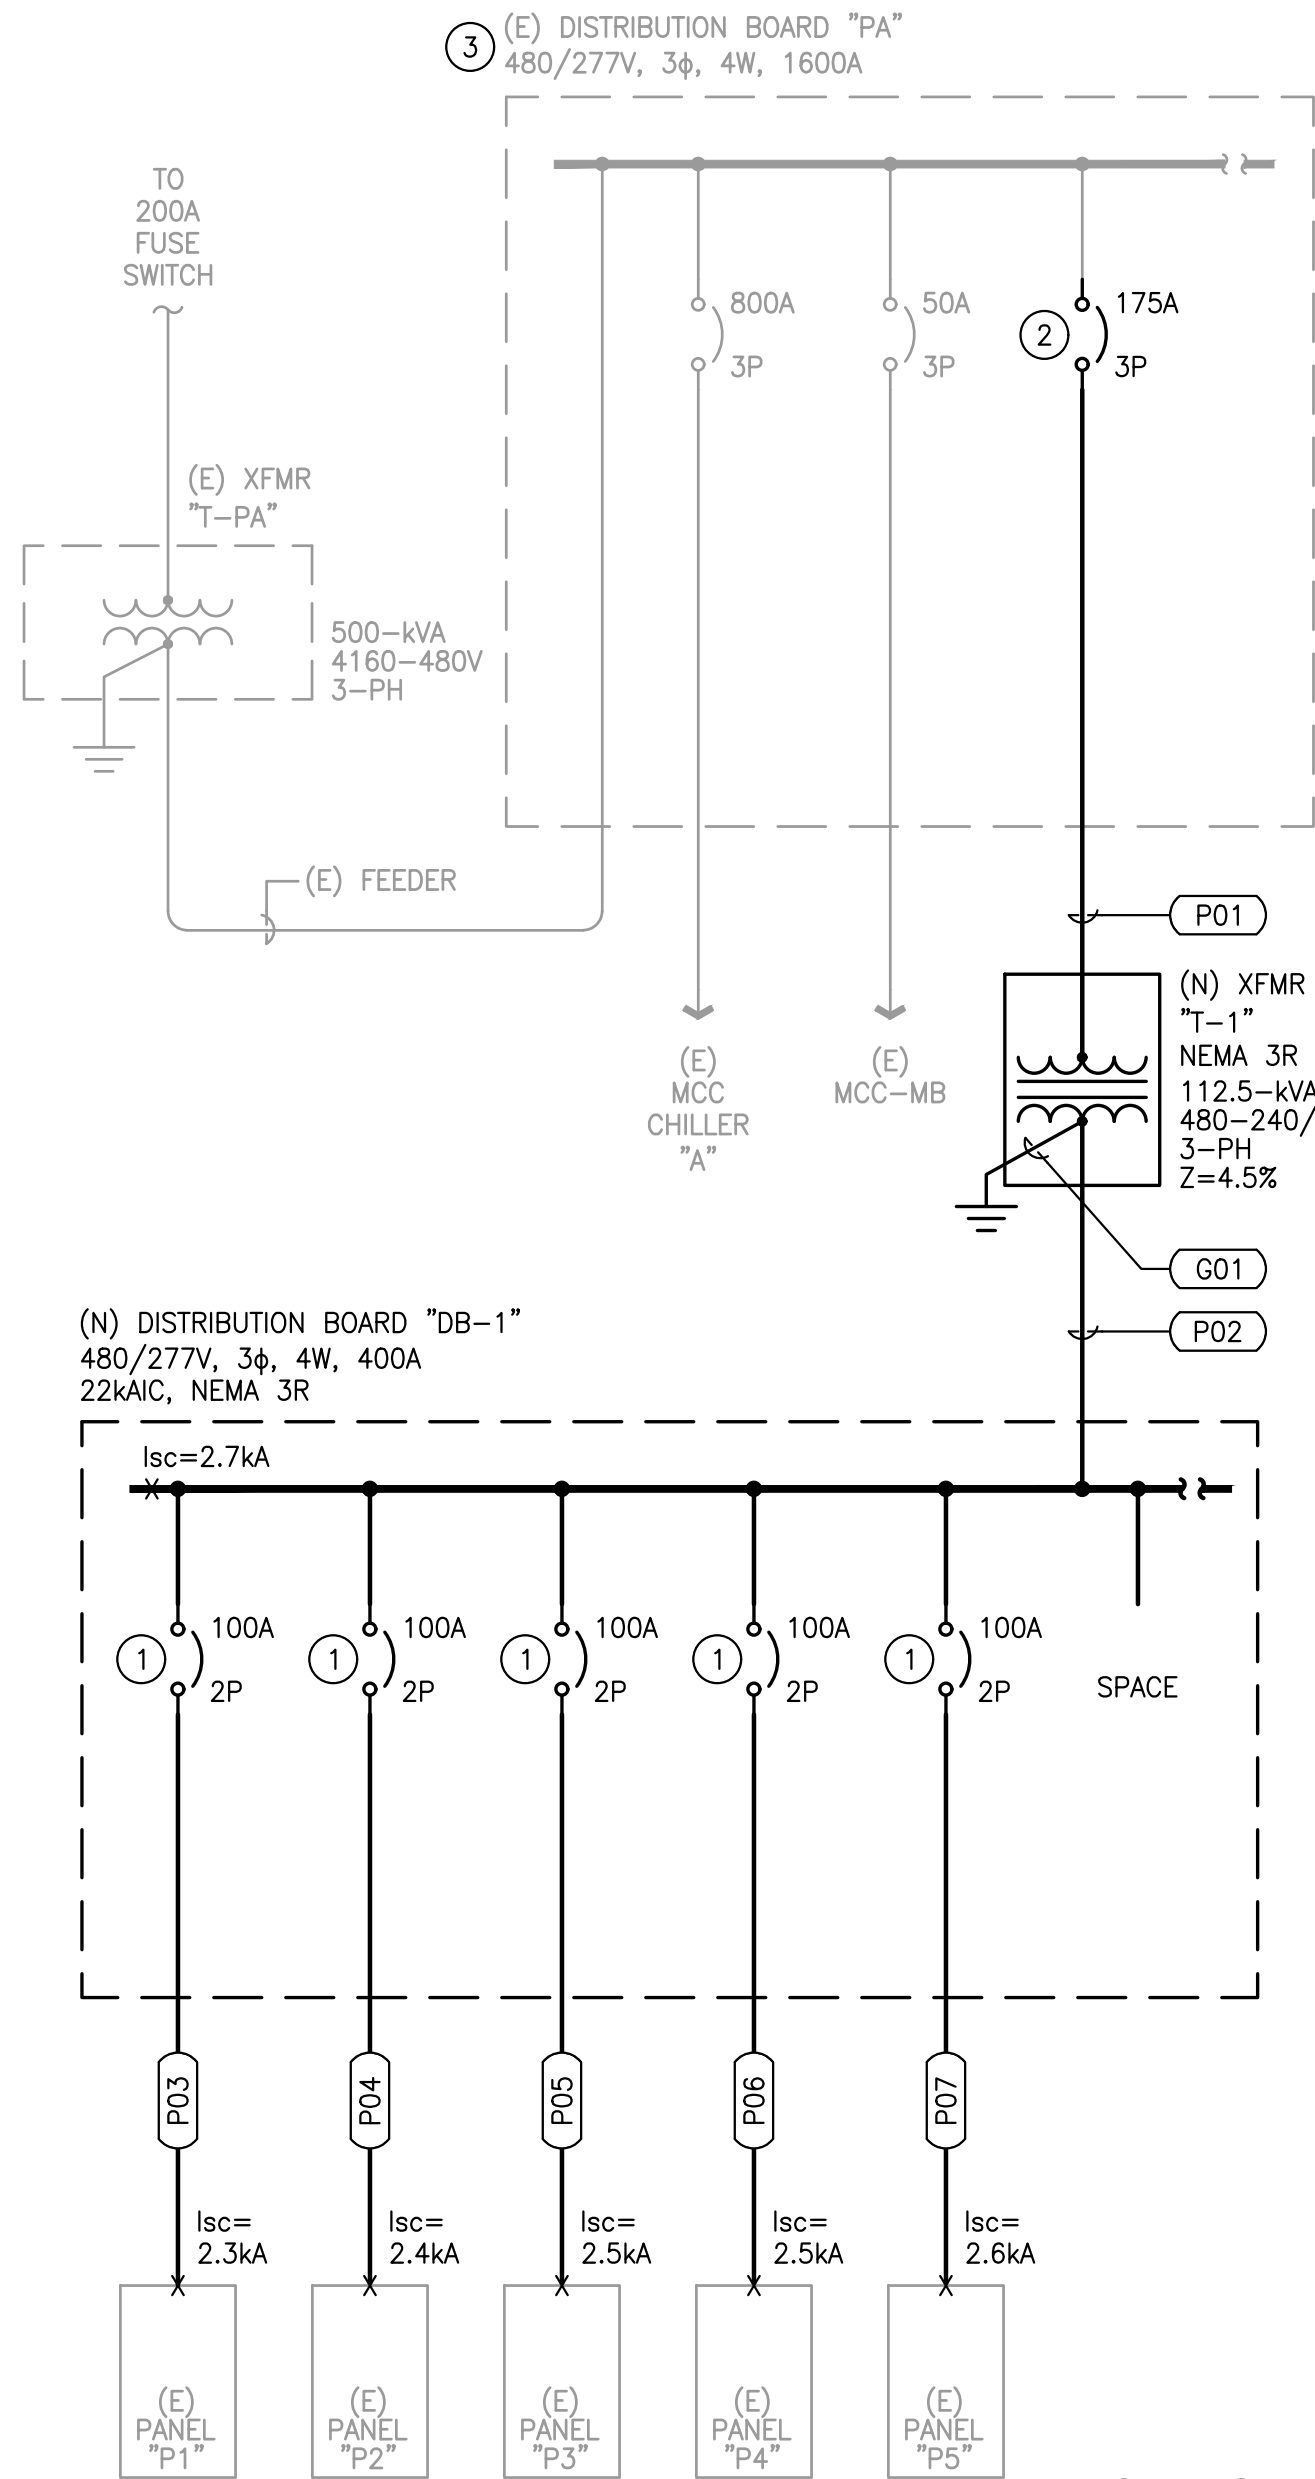 3
(E) DISTRIBUTION BOARD "PA"
480/277V, 3ϕ, 4W, 1600A
TO
200A
FUSE
SWITCH
800A
3P
50A
3P
2
175A
3P
(E) XFMR
"T-PA"
500-kVA
4160-480V
3-PH
(E) FEEDER
P01
(E)
MCC
CHILLER
"A"
(E)
MCC-MB
(N) XFMR
"T-1"
NEMA 3R
112.5-kVA
480-240/
3-PH
Z=4.5%
G01
P02
(N) DISTRIBUTION BOARD "DB-1"
480/277V, 3ϕ, 4W, 400A
22kAIC, NEMA 3R
Isc=2.7kA
1
100A
2P
1
100A
2P
1
100A
2P
1
100A
2P
1
100A
2P
SPACE
P03
P04
P05
P06
P07
Isc=
2.3kA
Isc=
2.4kA
Isc=
2.5kA
Isc=
2.5kA
Isc=
2.6kA
(E)
PANEL
"P1"
(E)
PANEL
"P2"
(E)
PANEL
"P3"
(E)
PANEL
"P4"
(E)
PANEL
"P5"